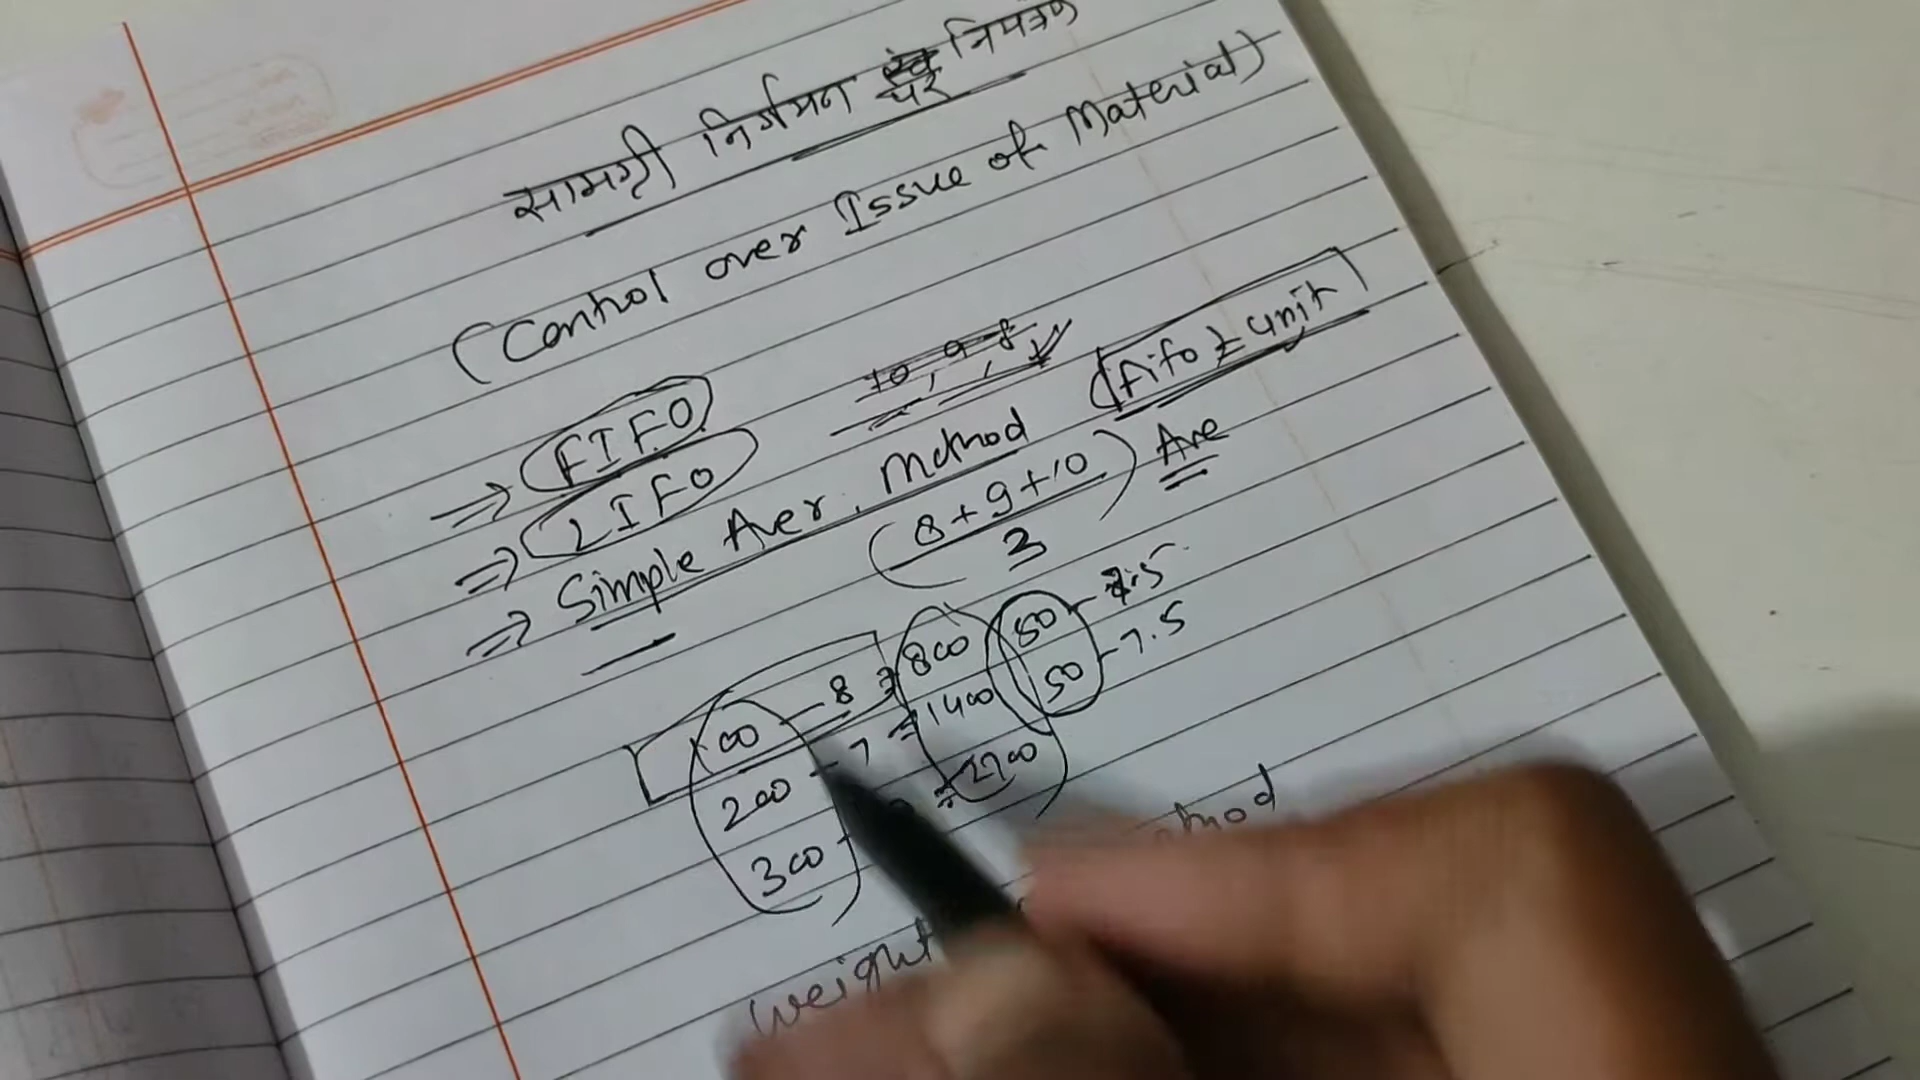 सामग्री निर्गमन पर नियंत्रण
(Control over Issue of Material)
10, 9, 8,
⇒ FIFO
(fifo) = unit
⇒ LIFO
⇒ Simple Aver. Method
(8+9+10) Ave
3
100 - 8 = 800
50 - 7.5
200 - 7 = 1400
50 - 7.5
300
= 2700
weight